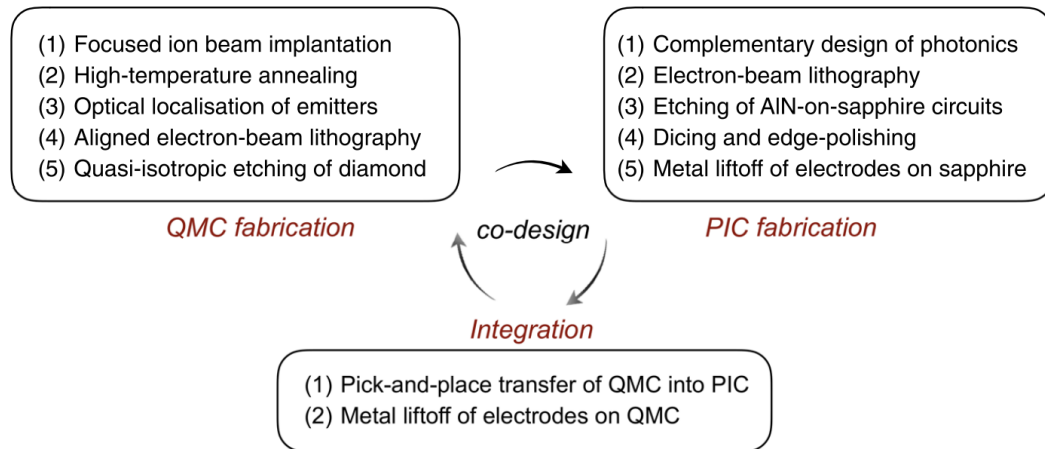 (1) Focused ion beam implantation
(2) High-temperature annealing
(3) Optical localisation of emitters
(4) Aligned electron-beam lithography
(5) Quasi-isotropic etching of diamond
QMC fabrication
(1) Complementary design of photonics
(2) Electron-beam lithography
(3) Etching of AlN-on-sapphire circuits
(4) Dicing and edge-polishing
(5) Metal liftoff of electrodes on sapphire
PIC fabrication
co-design
Integration
(1) Pick-and-place transfer of QMC into PIC
(2) Metal liftoff of electrodes on QMC